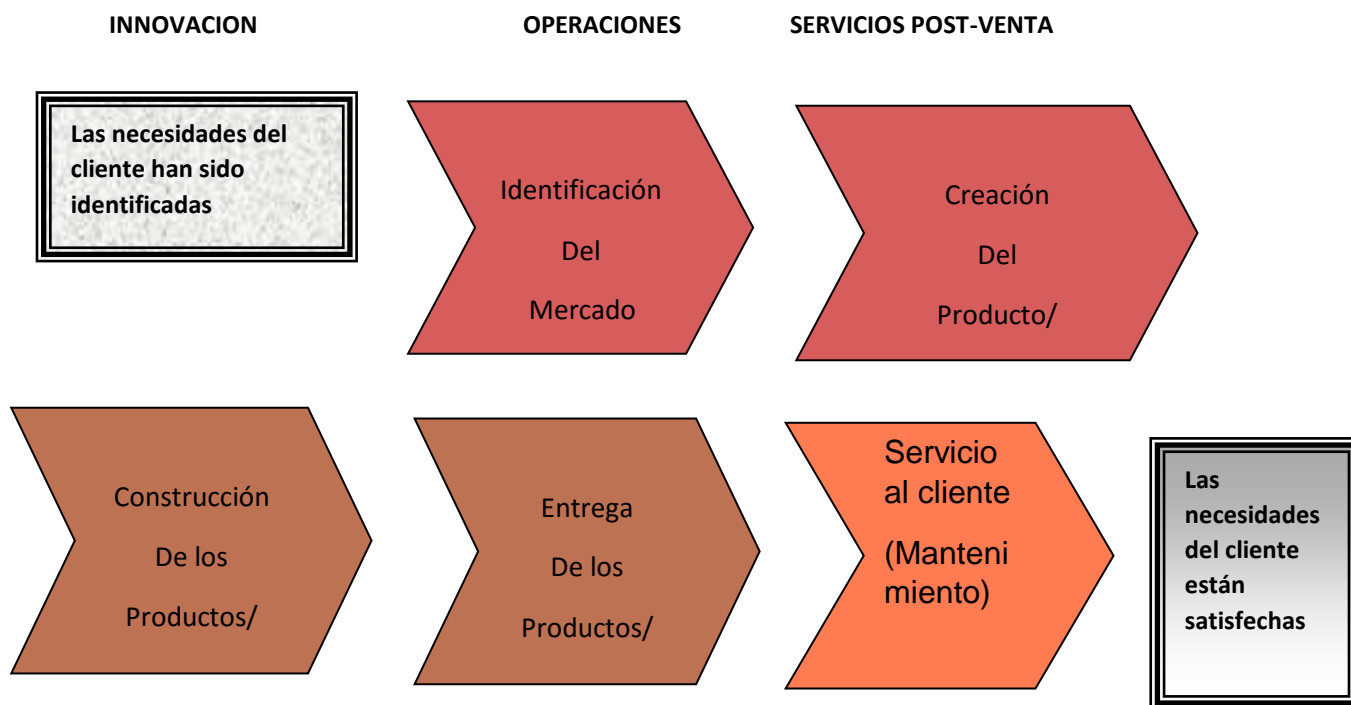 INNOVACION OPERACIONES SERVICIOS POST-VENTA
Las necesidades del
cliente han sido
identificadas
Identificación
Del
Mercado
Creación
Del
Producto/
Construcción
De los
Productos/
Entrega
De los
Productos/
Servicio
al cliente
(Manteni
miento)
Las
necesidades
del cliente
están
satisfechas